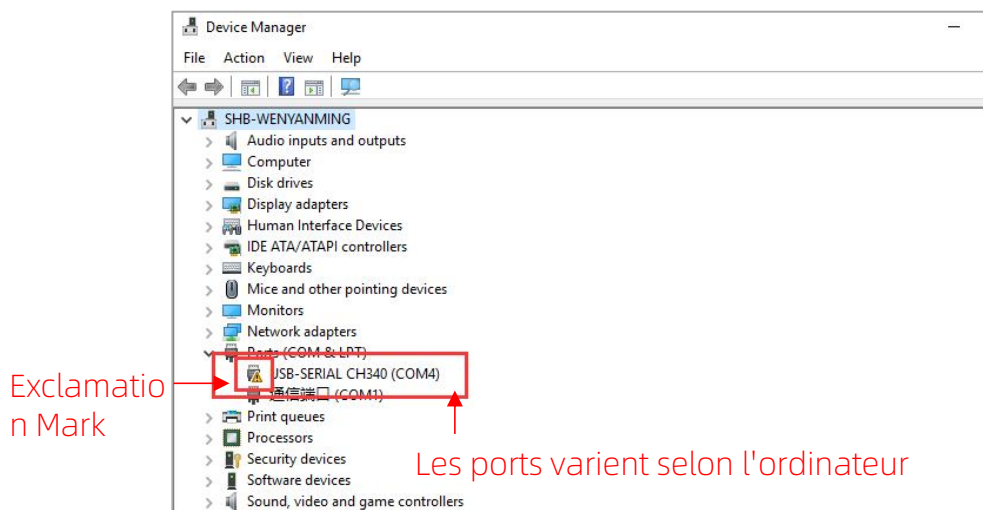 Device Manager
File Action View Help
SHB-WENYANMING
Audio inputs and outputs
Computer
Disk drives
Display adapters
Human Interface Devices
IDE ATA/ATAPI controllers
Keyboards
Mice and other pointing devices
Monitors
Network adapters
Ports (COM & LPT)
USB-SERIAL CH340 (COM4)
通信端口 (COM1)
Print queues
Processors
Security devices
Software devices
Sound, video and game controllers
Exclamatio
n Mark
Les ports varient selon l'ordinateur